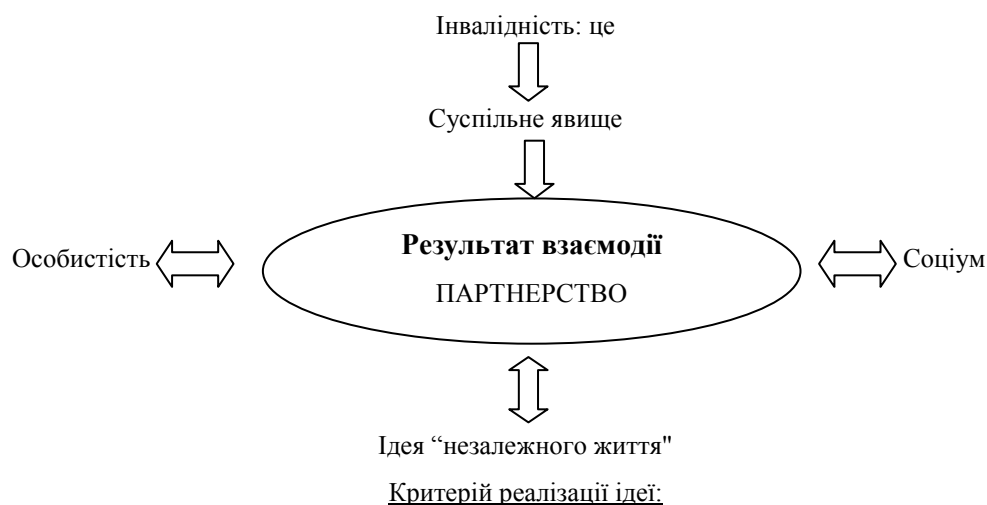 Інвалідність: це
Суспільне явище
Результат взаємодії
Особистість
Соціум
ПАРТНЕРСТВО
Ідея “незалежного життя"
Критерій реалізації ідеї: